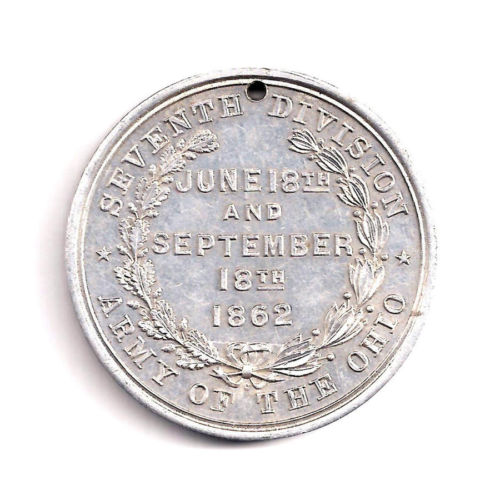 SEVENTH DIVISION
JUNE 18TH
AND
SEPTEMBER
18TH
1862
ARMY OF THE OHIO